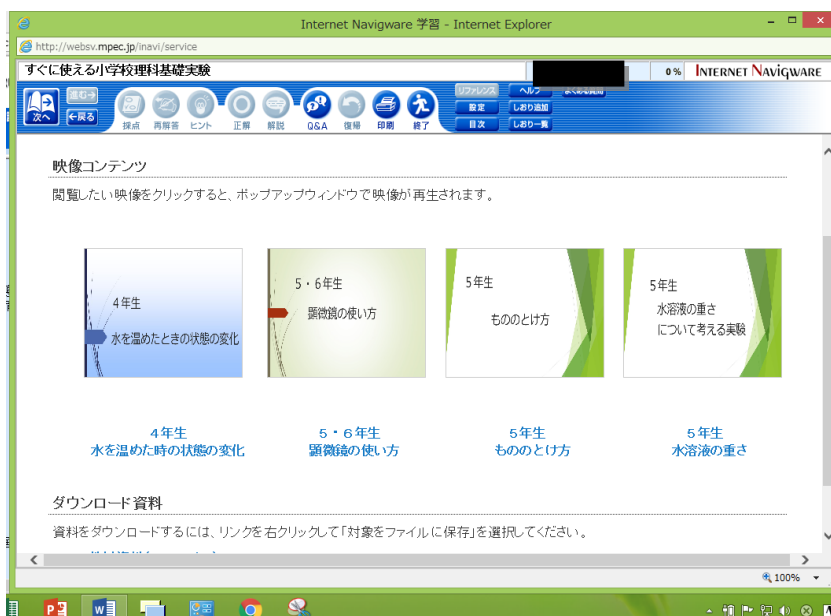 Internet Navigware 学習 - Internet Explorer
http://websv.mpec.jp/inavi/service
すぐに使える小学校理科基礎実験
0 %
INTERNET NAVIGWARE
次へ
進む→
←戻る
採点 再解答 ヒント 正解 解説 Q&A 復帰 印刷 終了
リファレンス ヘルプ
設定 しおり追加
目次 しおり一覧
映像コンテンツ
閲覧したい映像をクリックすると、ポップアップウィンドウで映像が再生されます。
4年生
水を温めたときの状態の変化
5・6年生
顕微鏡の使い方
5年生
もののとけ方
5年生
水溶液の重さ
について考える実験
4年生
水を温めた時の状態の変化
5・6年生
顕微鏡の使い方
5年生
もののとけ方
5年生
水溶液の重さ
ダウンロード資料
資料をダウンロードするには、リンクを右クリックして「対象をファイルに保存」を選択してください。
100%